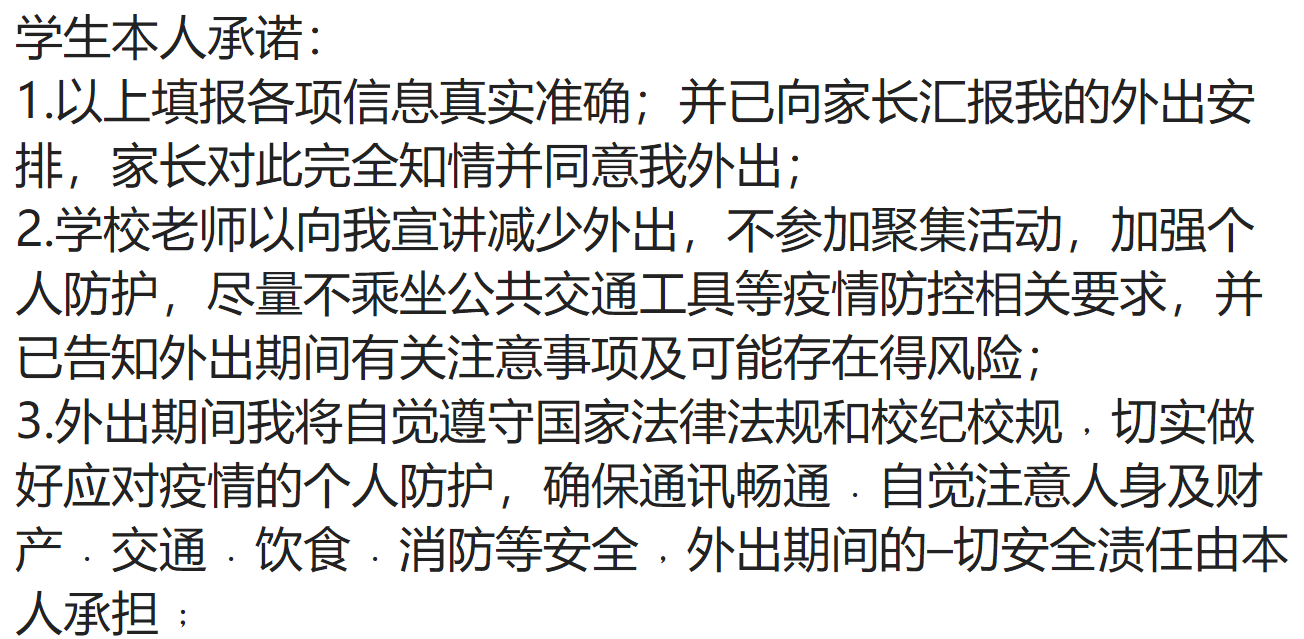 学生本人承诺：
1.以上填报各项信息真实准确；并已向家长汇报我的外出安
排，家长对此完全知情并同意我外出；
2.学校老师以向我宣讲减少外出，不参加聚集活动，加强个
人防护，尽量不乘坐公共交通工具等疫情防控相关要求，并
已告知外出期间有关注意事项及可能存在得风险；
3.外出期间我将自觉遵守国家法律法规和校纪校规﹐切实做
好应对疫情的个人防护，确保通讯畅通﹒自觉注意人身及财
产﹒交通﹒饮食﹒消防等安全﹐外出期间的–切安全渍任由本
人承担﹔